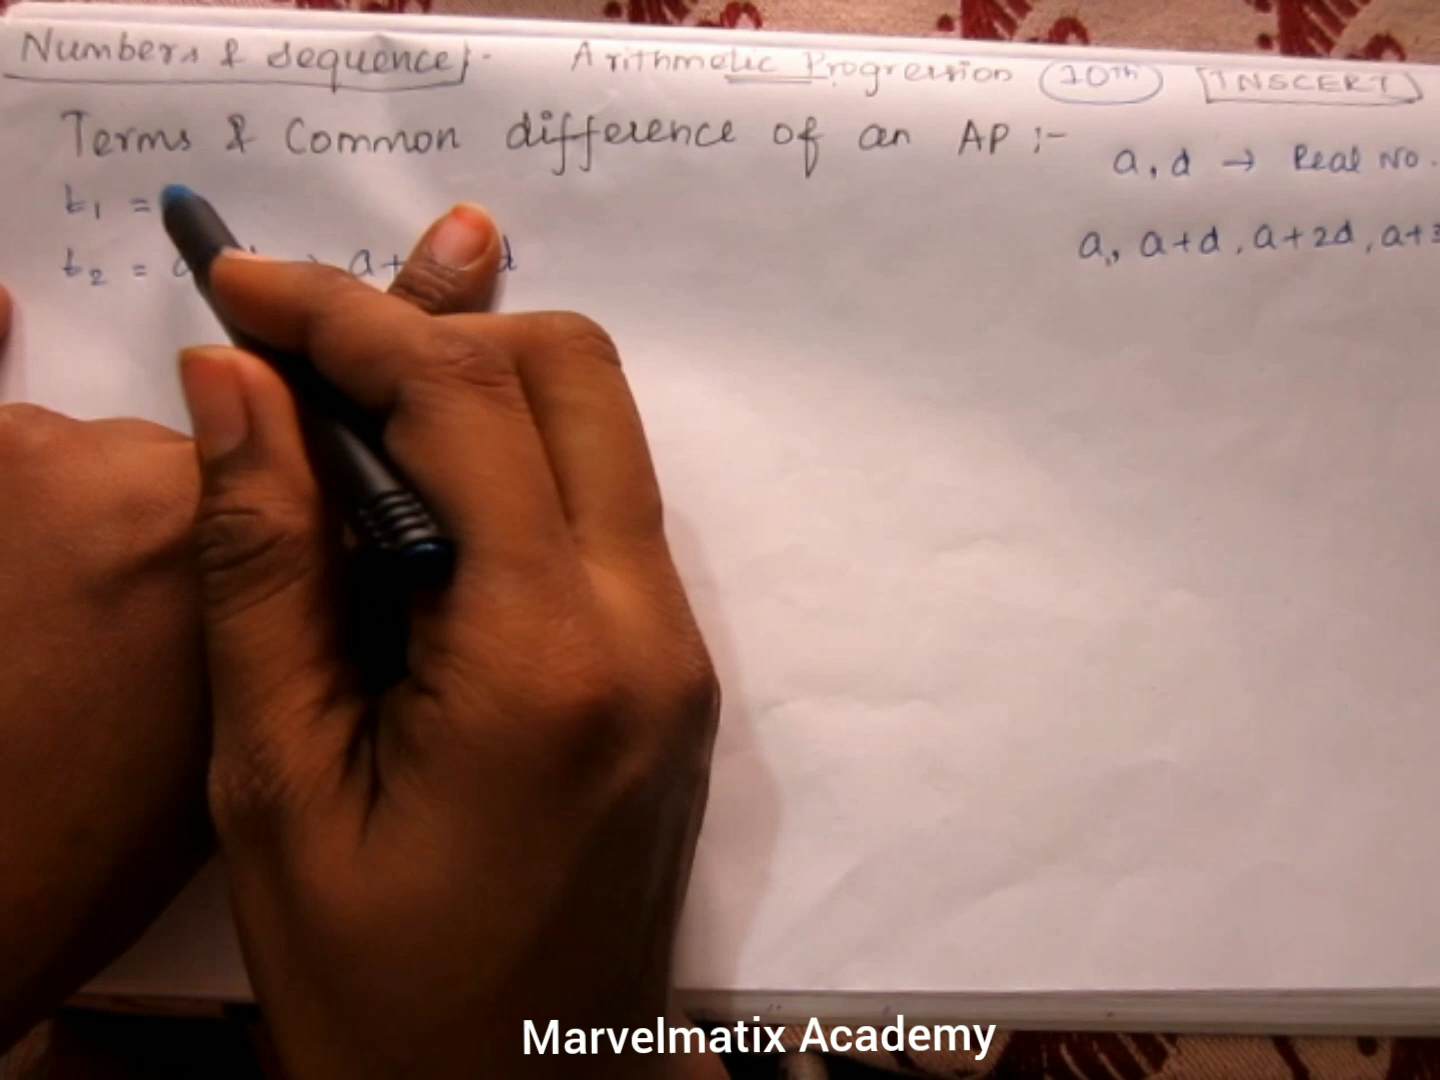 Numbers & sequence :- Arithmetic Progression 10th [TNSCERT]
Terms & Common difference of an AP :-
a, d → Real No.
t1 =
t2 = a → a+ d
a, a+d, a+2d, a+3
Marvelmatix Academy